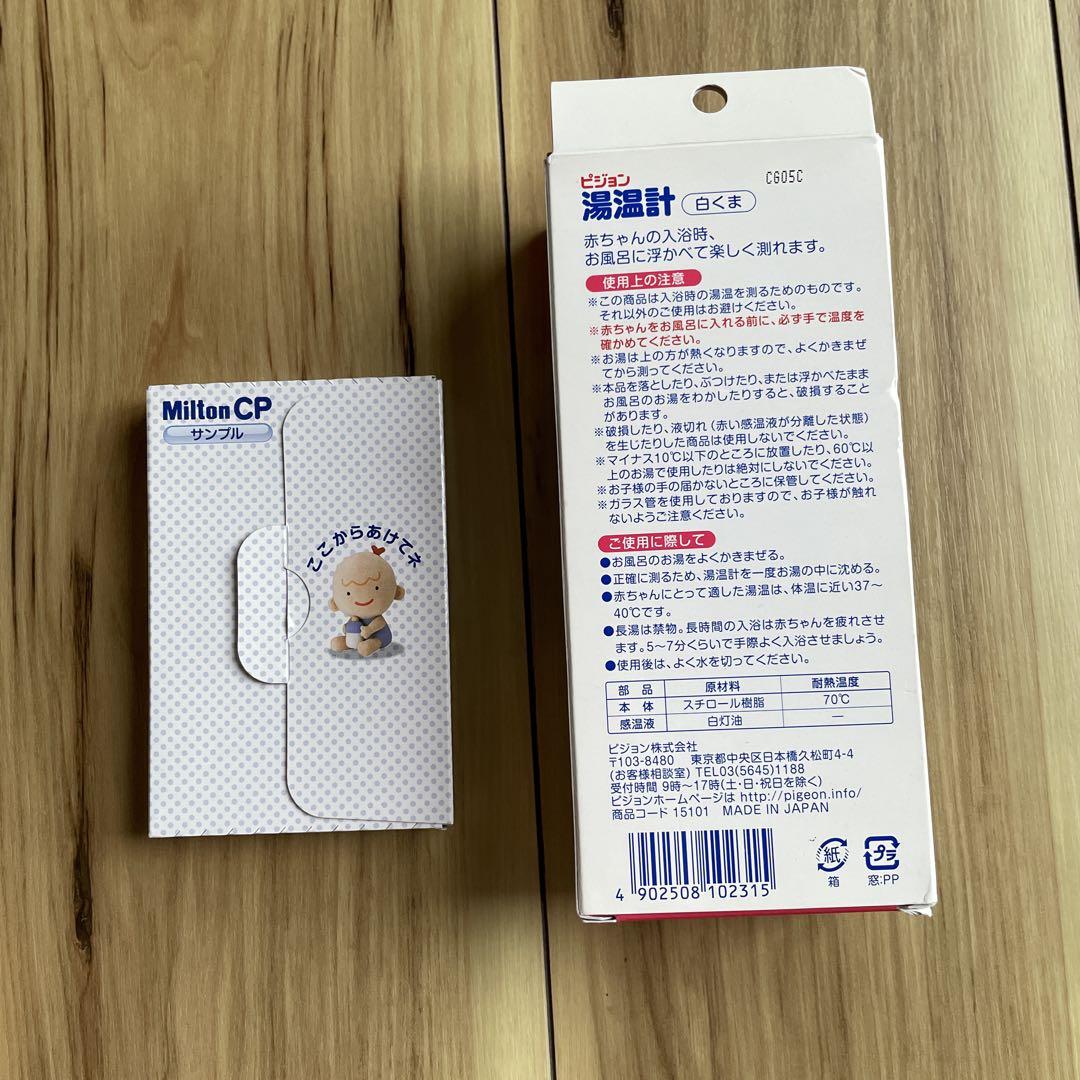 Milton CP
サンプル
ここからあけてネ
ピジョン
CG05C
湯温計 白くま
赤ちゃんの入浴時、
お風呂に浮かべて楽しく測れます。
使用上の注意
※この商品は入浴時の湯温を測るためのものです。
それ以外のご使用はお避けください。
※赤ちゃんをお風呂に入れる前に、必ず手で温度を
確かめてください。
※お湯は上の方が熱くなりますので、よくかきまぜ
てから測ってください。
※本品を落としたり、ぶつけたり、または浮かべたまま
お風呂のお湯をわかしたりすると、破損すること
があります。
※破損したり、液切れ（赤い感温液が分離した状態）
を生じたりした商品は使用しないでください。
※マイナス10℃以下のところに放置したり、60℃以
上のお湯で使用したりは絶対にしないでください。
※お子様の手の届かないところに保管してください。
※ガラス管を使用しておりますので、お子様が触れ
ないようご注意ください。
ご使用に際して
●お風呂のお湯をよくかきまぜる。
●正確に測るため、湯温計を一度お湯の中に沈める。
●赤ちゃんにとって適した湯温は、体温に近い37～
40℃です。
●長湯は禁物。長時間の入浴は赤ちゃんを疲れさせ
ます。5～7分くらいで手際よく入浴させましょう。
●使用後は、よく水を切ってください。
部品 原材料 耐熱温度
本体 スチロール樹脂 70℃
感温液 白灯油 ―
ピジョン株式会社
〒103-8480 東京都中央区日本橋久松町4-4
(お客様相談室) TEL03(5645)1188
受付時間 9時～17時(土・日・祝日を除く)
ピジョンホームページは http://pigeon.info/
商品コード 15101 MADE IN JAPAN
4 902508 102315
紙
箱
プラ
窓:PP